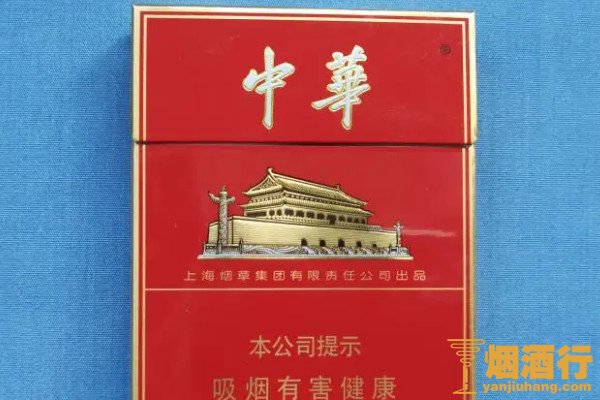 中華
®
上海烟草集团有限责任公司出品
本公司提示
吸烟有害健康
烟酒行
yanjiuhang.com